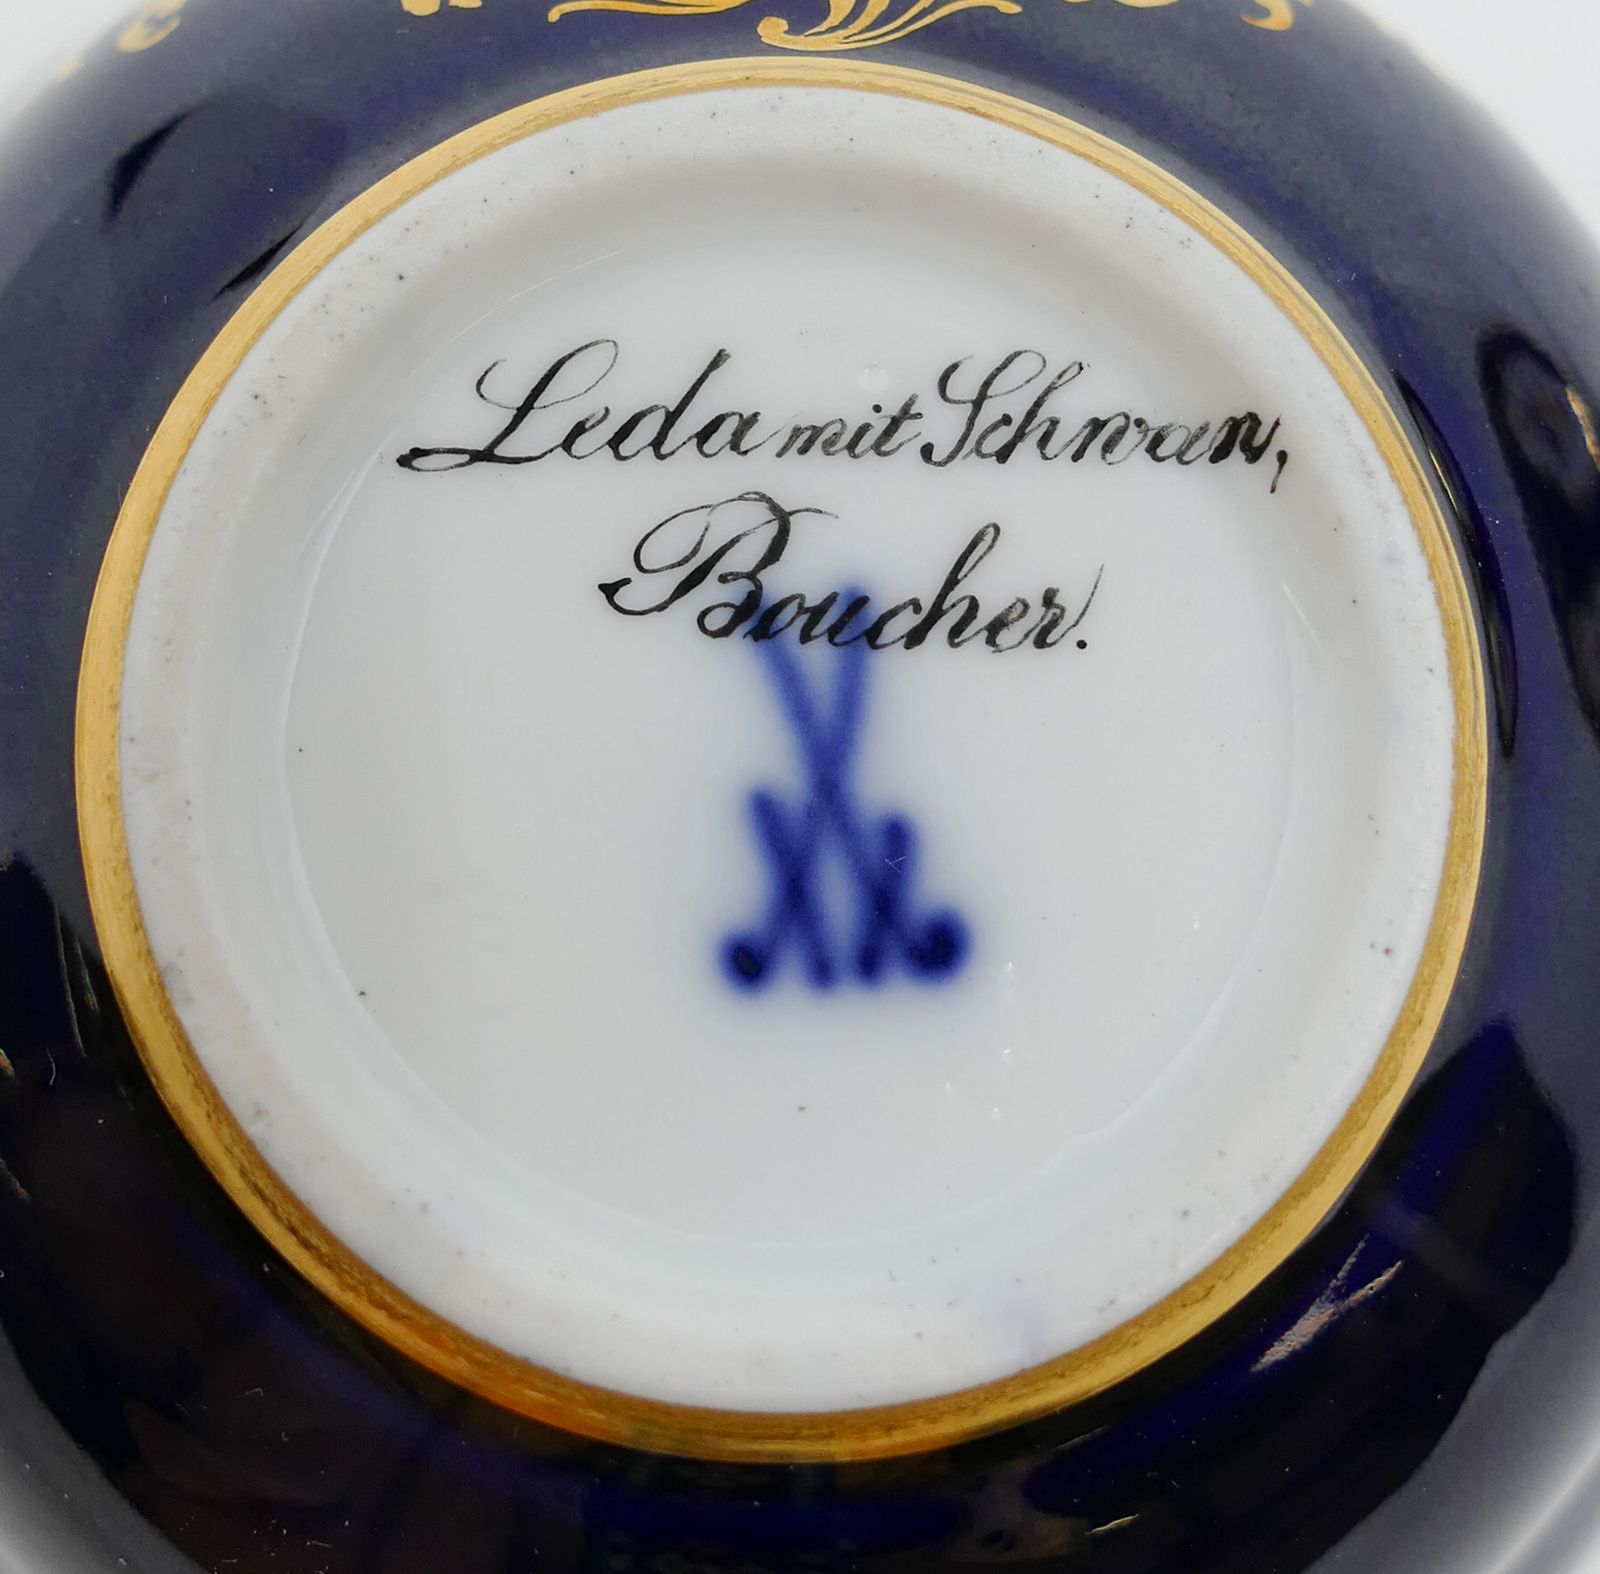 Leda mit Schwan,
Boucher.